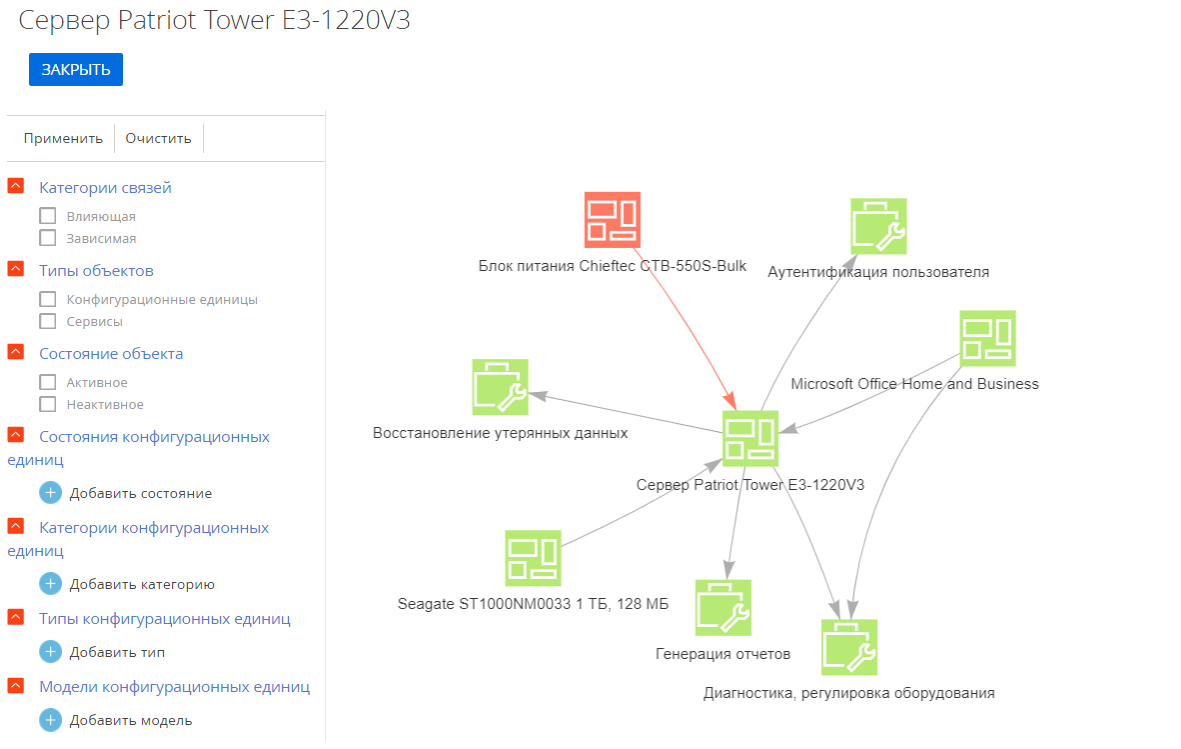 Сервер Patriot Tower E3-1220V3
ЗАКРЫТЬ
Применить
Очистить
Категории связей
Влияющая
Зависимая
Типы объектов
Конфигурационные единицы
Сервисы
Состояние объекта
Активное
Неактивное
Состояния конфигурационных
единиц
Добавить состояние
Категории конфигурационных
единиц
Добавить категорию
Типы конфигурационных единиц
Добавить тип
Модели конфигурационных единиц
Добавить модель
Блок питания Chieftec CTB-550S-Bulk
Аутентификация пользователя
Microsoft Office Home and Business
Восстановление утерянных данных
Сервер Patriot Tower E3-1220V3
Seagate ST1000NM0033 1 ТБ, 128 МБ
Генерация отчетов
Диагностика, регулировка оборудования